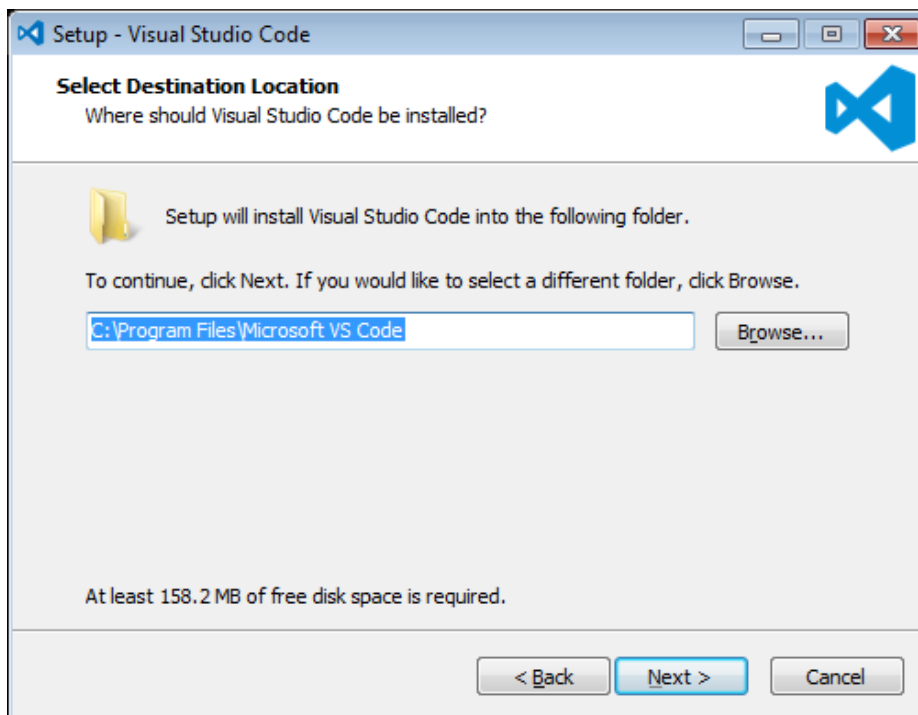 Setup - Visual Studio Code
Select Destination Location
Where should Visual Studio Code be installed?
Setup will install Visual Studio Code into the following folder.
To continue, click Next. If you would like to select a different folder, click Browse.
C:\Program Files\Microsoft VS Code
Browse...
At least 158.2 MB of free disk space is required.
< Back
Next >
Cancel